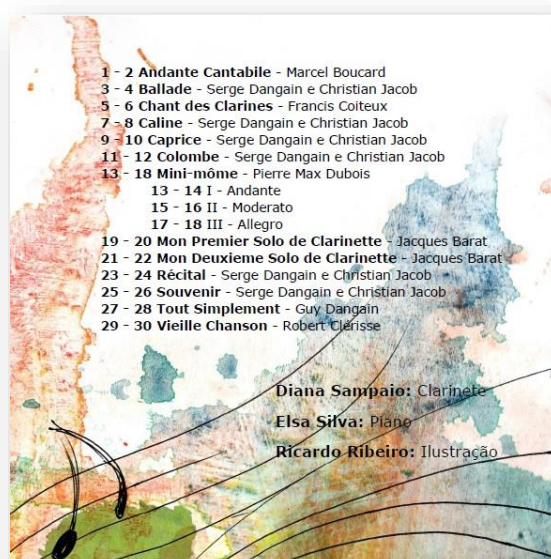 1 - 2 Andante Cantabile - Marcel Boucard
3 - 4 Ballade - Serge Dangain e Christian Jacob
5 - 6 Chant des Clarines - Francis Coiteux
7 - 8 Caline - Serge Dangain e Christian Jacob
9 - 10 Caprice - Serge Dangain e Christian Jacob
11 - 12 Colombe - Serge Dangain e Christian Jacob
13 - 18 Mini-môme - Pierre Max Dubois
13 - 14 I - Andante
15 - 16 II - Moderato
17 - 18 III - Allegro
19 - 20 Mon Premier Solo de Clarinette - Jacques Barat
21 - 22 Mon Deuxieme Solo de Clarinette - Jacques Barat
23 - 24 Récital - Serge Dangain e Christian Jacob
25 - 26 Souvenir - Serge Dangain e Christian Jacob
27 - 28 Tout Simplement - Guy Dangain
29 - 30 Vieille Chanson - Robert Clérisse
Diana Sampaio: Clarinete
Elsa Silva: Piano
Ricardo Ribeiro: Ilustração